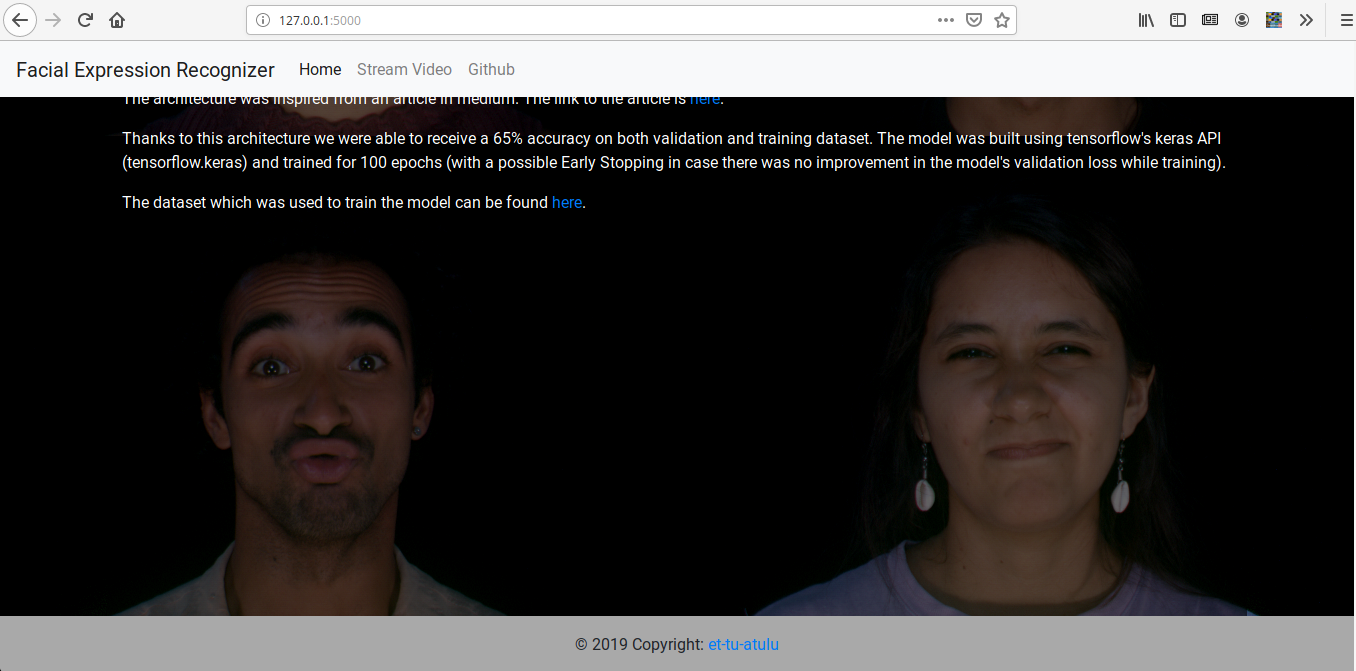 127.0.0.1:5000
Facial Expression Recognizer Home Stream Video Github
The architecture was inspired from an article in medium. The link to the article is here.
Thanks to this architecture we were able to receive a 65% accuracy on both validation and training dataset. The model was built using tensorflow's keras API
(tensorflow.keras) and trained for 100 epochs (with a possible Early Stopping in case there was no improvement in the model's validation loss while training).
The dataset which was used to train the model can be found here.
© 2019 Copyright: et-tu-atulu